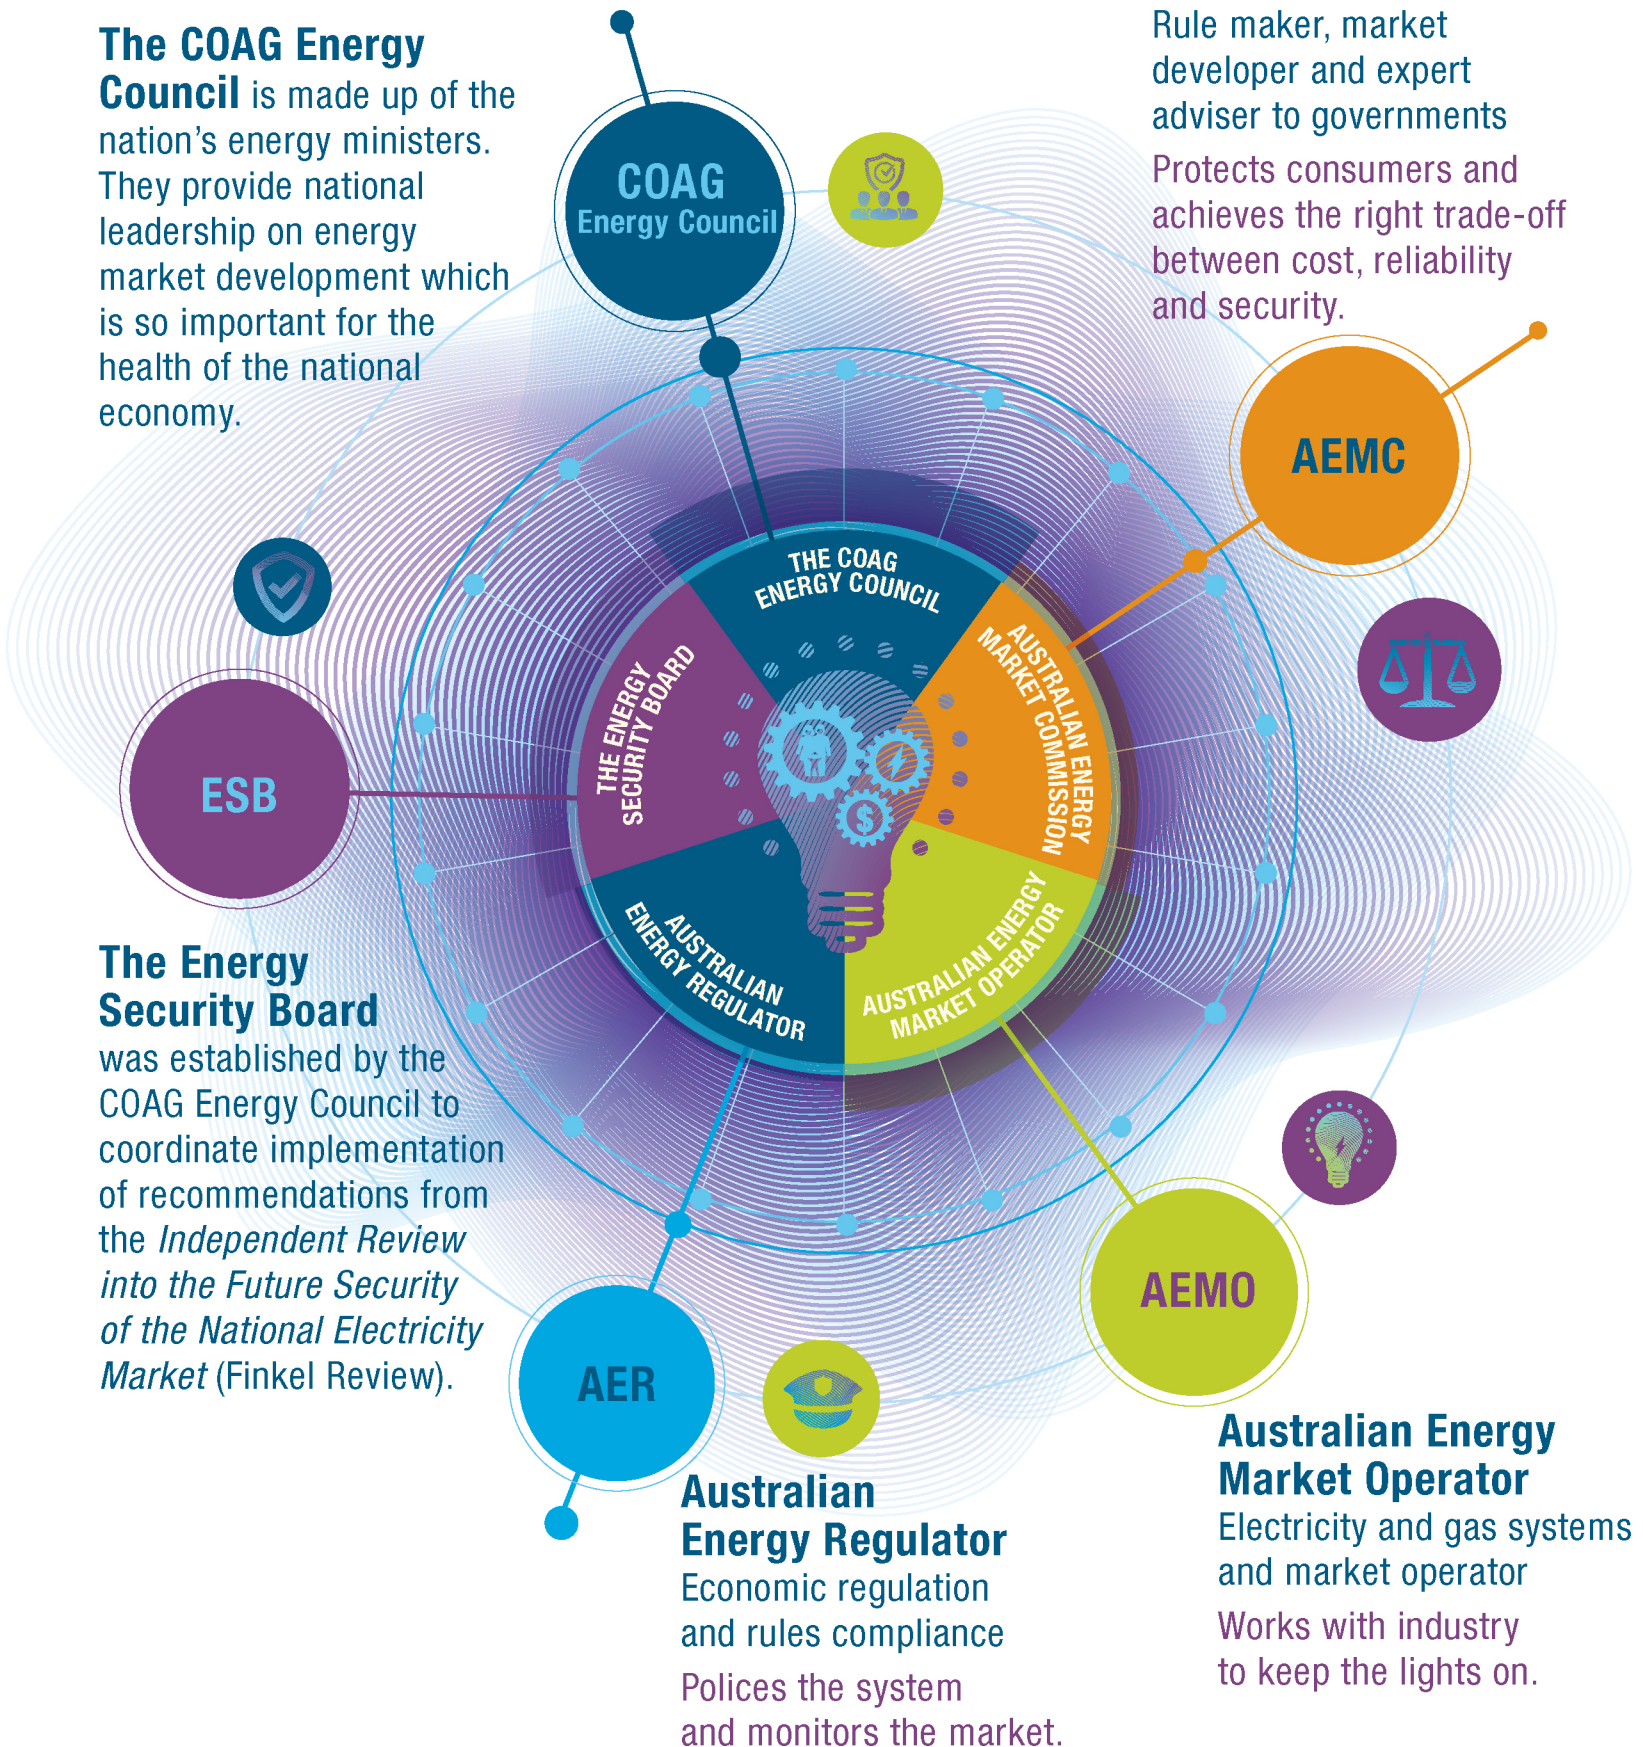 The COAG Energy
Council is made up of the
nation's energy ministers.
They provide national
leadership on energy
market development which
is so important for the
health of the national
economy.
COAG
Energy Council
Rule maker, market
developer and expert
adviser to governments
Protects consumers and
achieves the right trade-off
between cost, reliability
and security.
AEMC
THE COAG
ENERGY COUNCIL
AUSTRALIAN ENERGY
MARKET COMMISSION
THE ENERGY
SECURITY BOARD
ESB
$
AUSTRALIAN
ENERGY REGULATOR
AUSTRALIAN ENERGY
MARKET OPERATOR
The Energy
Security Board
was established by the
COAG Energy Council to
coordinate implementation
of recommendations from
the Independent Review
into the Future Security
of the National Electricity
Market (Finkel Review).
AER
AEMO
Australian
Energy Regulator
Economic regulation
and rules compliance
Polices the system
and monitors the market.
Australian Energy
Market Operator
Electricity and gas systems
and market operator
Works with industry
to keep the lights on.